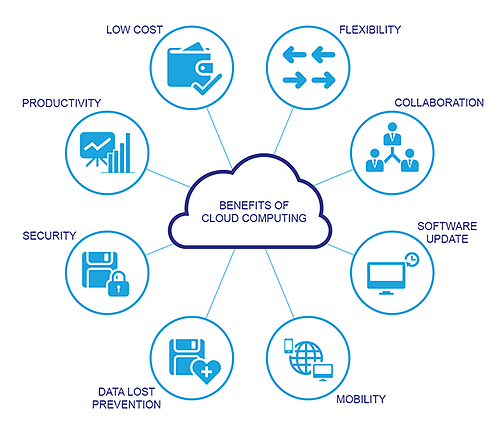 LOW COST
FLEXIBILITY
PRODUCTIVITY
COLLABORATION
BENEFITS OF
CLOUD COMPUTING
SECURITY
SOFTWARE
UPDATE
DATA LOST
PREVENTION
MOBILITY